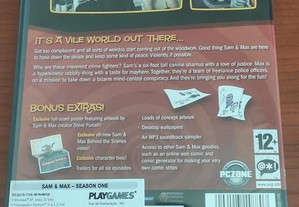 IT'S A VILE WORLD OUT THERE...
Get too complacent and all sorts of weirdos start coming out of the woodwork. Good thing Sam & Max are here
to hose down the sleaze and keep some kind of peace. Violently, if possible.
Who are these irreverent crime fighters? Sam's a six-foot tall canine shamus with a love of justice. Max is
a hyperkinetic rabbity thing with a taste for mayhem. Together, they're a team of freelance police officers,
on a mission to take down a bizarre mind-control conspiracy. And they're bringing you along for the fun!
BONUS EXTRAS!
Exclusive full-sized poster featuring artwork by
Sam & Max creator Steve Purcell!
Exclusive all-new Sam & Max
Behind the Scenes
video!
Exclusive character bios!
Trailers for all six episodes!
Loads of concept artwork
Desktop wallpapers
An MP3 soundtrack sampler
Access to other Sam & Max goodies,
such as an online web comic and
comic generator for making your very
own comic strips
12+
www.pegi.info
PCZONE
SAM & MAX - SEASON ONE
PLAYGAMES